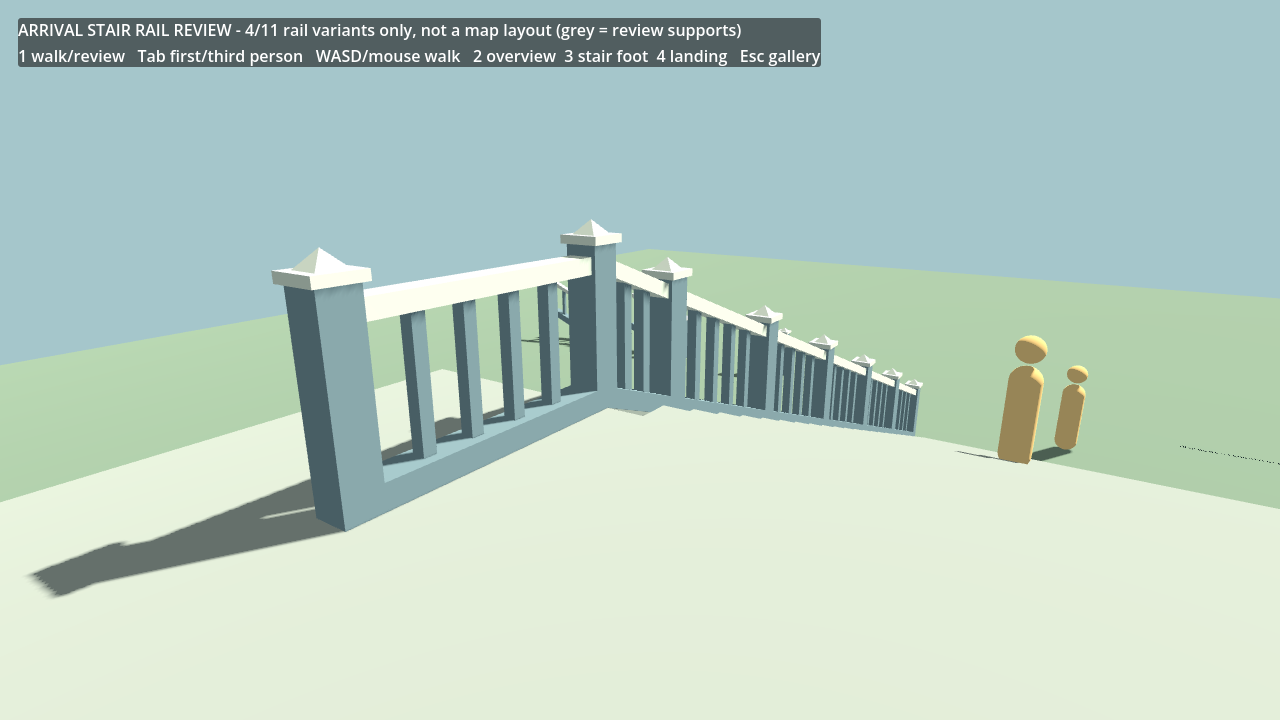 ARRIVAL STAIR RAIL REVIEW - 4/11 rail variants only, not a map layout (grey = review supports)
1 walk/review   Tab first/third person   WASD/mouse walk   2 overview  3 stair foot  4 landing   Esc gallery